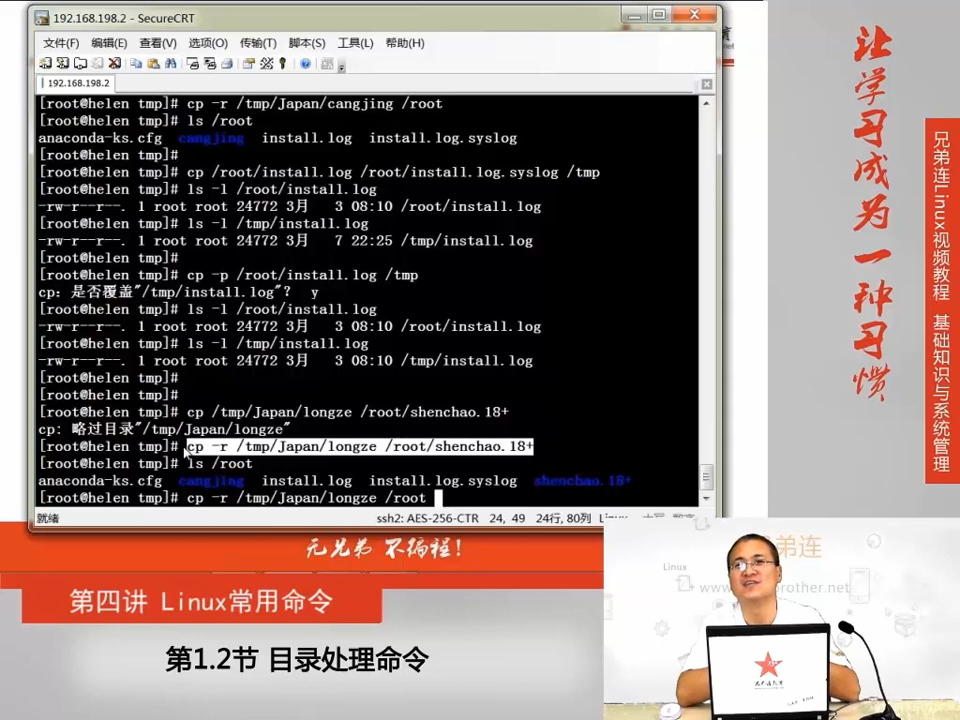 192.168.198.2 - SecureCRT
文件(F) 编辑(E) 查看(V) 选项(O) 传输(T) 脚本(S) 工具(L) 帮助(H)
192.168.198.2
[root@helen tmp]# cp -r /tmp/Japan/cangjing /root
[root@helen tmp]# ls /root
anaconda-ks.cfg cangjing install.log install.log.syslog
[root@helen tmp]#
[root@helen tmp]# cp /root/install.log /root/install.log.syslog /tmp
[root@helen tmp]# ls -l /root/install.log
-rw-r--r--. 1 root root 24772 3月 3 08:10 /root/install.log
[root@helen tmp]# ls -l /tmp/install.log
-rw-r--r--. 1 root root 24772 3月 7 22:25 /tmp/install.log
[root@helen tmp]#
[root@helen tmp]# cp -p /root/install.log /tmp
cp：是否覆盖"/tmp/install.log"？ y
[root@helen tmp]# ls -l /root/install.log
-rw-r--r--. 1 root root 24772 3月 3 08:10 /root/install.log
[root@helen tmp]# ls -l /tmp/install.log
-rw-r--r--. 1 root root 24772 3月 3 08:10 /tmp/install.log
[root@helen tmp]#
[root@helen tmp]#
[root@helen tmp]# cp /tmp/Japan/longze /root/shenchao.18+
cp: 略过目录"/tmp/Japan/longze"
[root@helen tmp]# cp -r /tmp/Japan/longze /root/shenchao.18+
[root@helen tmp]# ls /root
anaconda-ks.cfg cangjing install.log install.log.syslog shenchao.18+
[root@helen tmp]# cp -r /tmp/Japan/longze /root
就绪 ssh2: AES-256-CTR 24, 49 24行, 80列
让学习成为一种习惯
兄弟连Linux视频教程 基础知识与系统管理
无兄弟 不编程!
第四讲 Linux常用命令
第1.2节 目录处理命令
弟连
Linux